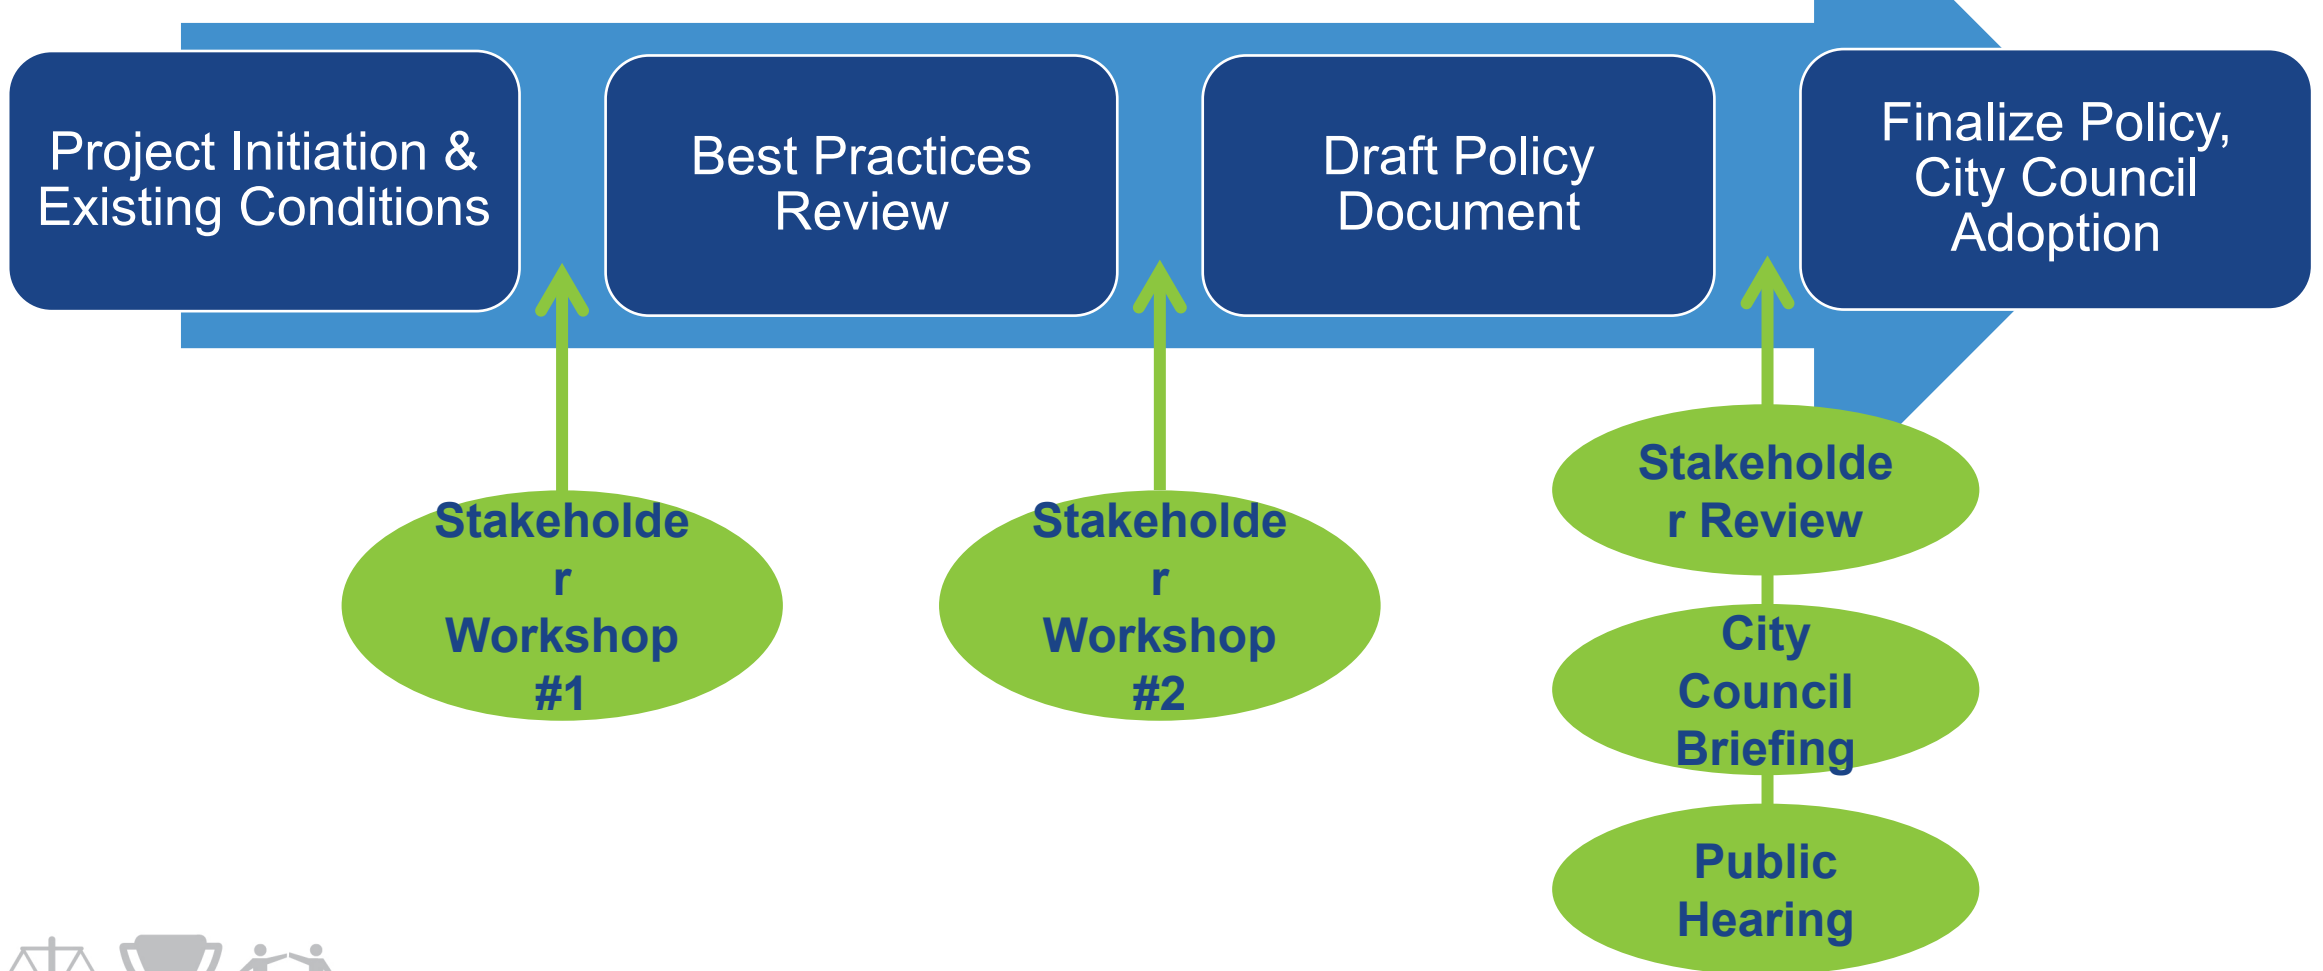 Project Initiation &
Existing Conditions
Best Practices
Review
Draft Policy
Document
Finalize Policy,
City Council
Adoption
Stakeholde
r
Workshop
#1
Stakeholde
r
Workshop
#2
Stakeholde
r Review
City
Council
Briefing
Public
Hearing